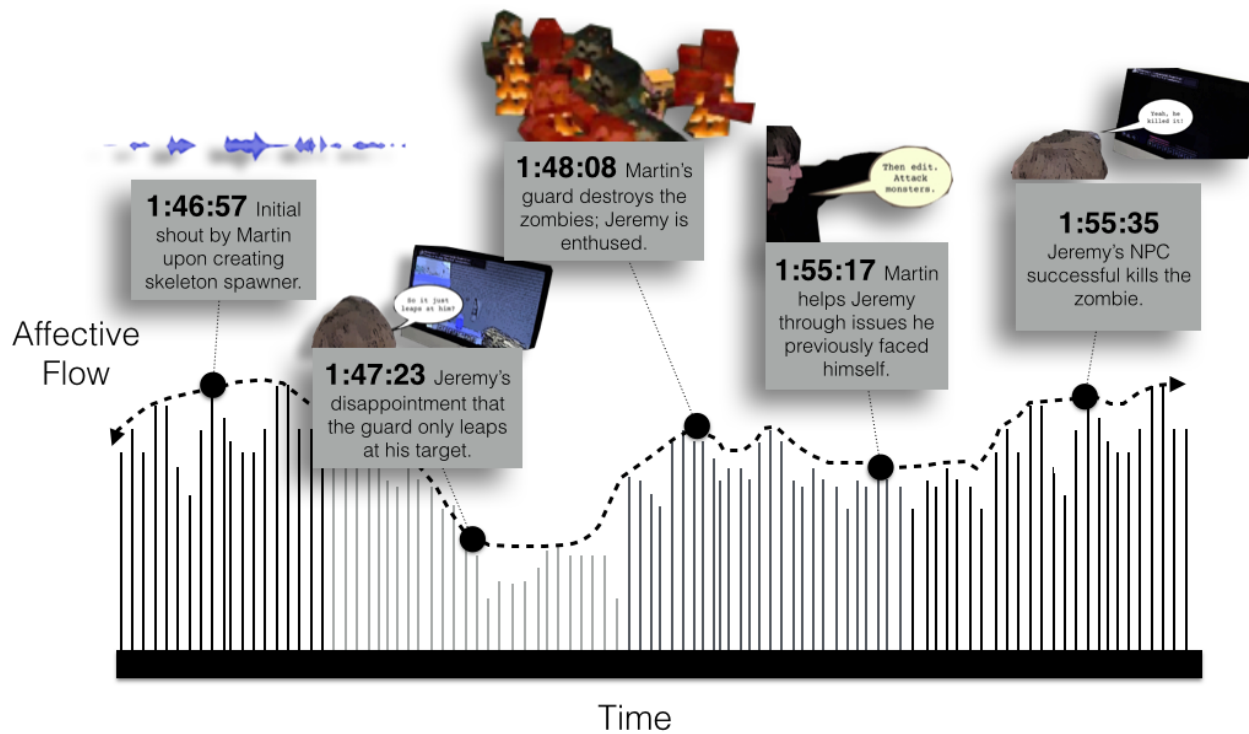 1:46:57 Initial
shout by Martin
upon creating
skeleton spawner.
So it just
leaps at him?
1:47:23 Jeremy's
disappointment that
the guard only leaps
at his target.
1:48:08 Martin's
guard destroys the
zombies; Jeremy is
enthused.
Then edit.
Attack
monsters.
1:55:17 Martin
helps Jeremy
through issues he
previously faced
himself.
Yeah, he
killed it!
1:55:35
Jeremy's NPC
successful kills the
zombie.
Affective
Flow
Time